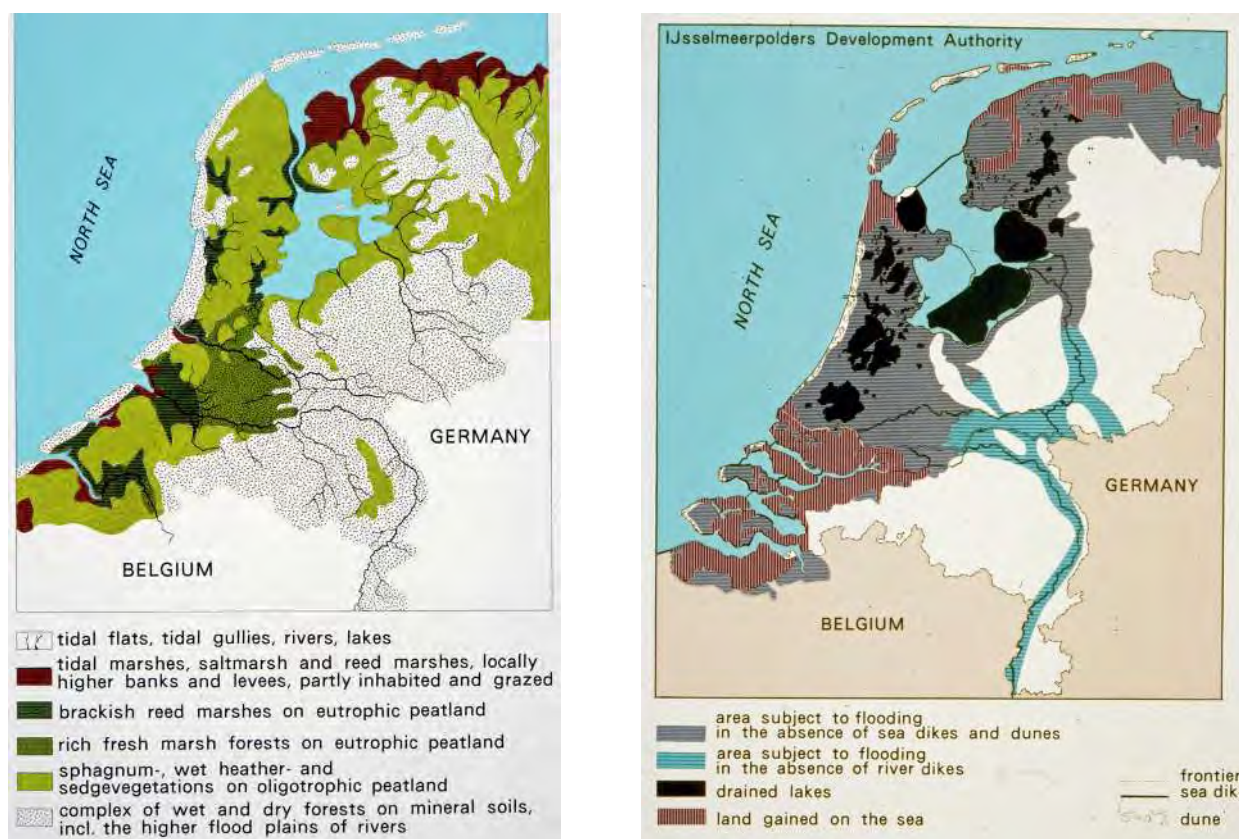 NORTH SEA
GERMANY
BELGIUM
tidal flats, tidal gullies, rivers, lakes
tidal marshes, saltmarsh and reed marshes, locally
higher banks and levees, partly inhabited and grazed
brackish reed marshes on eutrophic peatland
rich fresh marsh forests on eutrophic peatland
sphagnum-, wet heather- and
sedgevegetations on oligotrophic peatland
complex of wet and dry forests on mineral soils,
incl. the higher flood plains of rivers
IJsselmeerpolders Development Authority
NORTH SEA
GERMANY
BELGIUM
area subject to flooding
in the absence of sea dikes and dunes
area subject to flooding
in the absence of river dikes
drained lakes
land gained on the sea
frontier
sea dik
dune